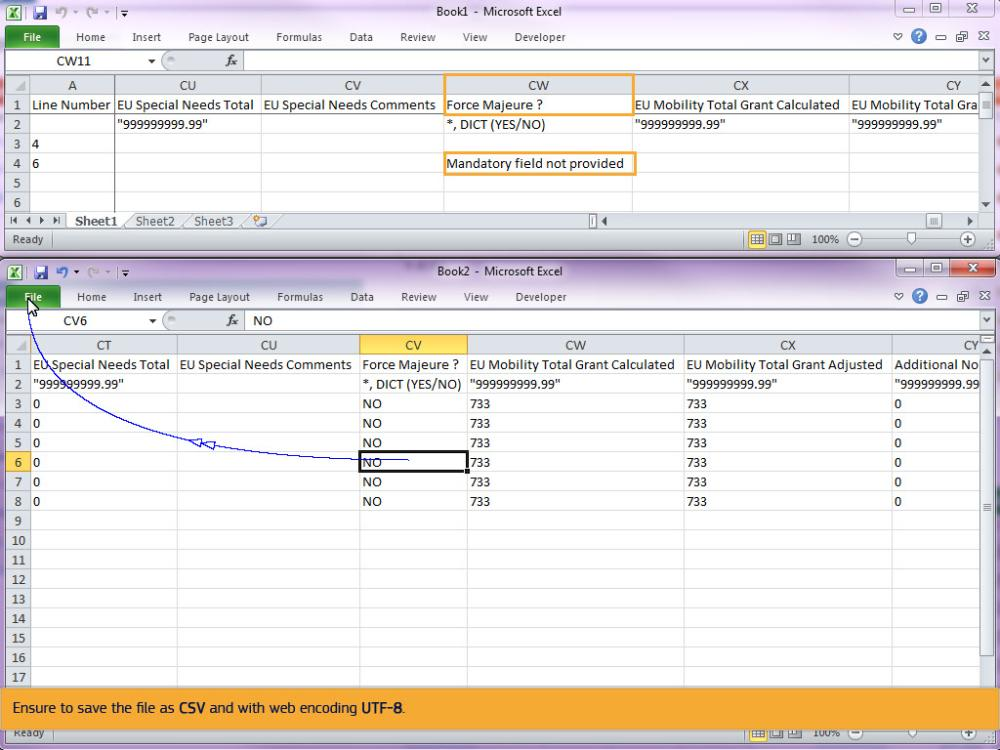 Book1 - Microsoft Excel
File Home Insert Page Layout Formulas Data Review View Developer
CW11 fx
A CU CV CW CX CY
1 Line Number EU Special Needs Total EU Special Needs Comments Force Majeure ? EU Mobility Total Grant Calculated EU Mobility Total Gra
2 "999999999.99" *, DICT (YES/NO) "999999999.99" "999999999.99"
3 4
4 6 Mandatory field not provided
5
6
Sheet1 Sheet2 Sheet3
Ready 100%
Book2 - Microsoft Excel
File Home Insert Page Layout Formulas Data Review View Developer
CV6 fx NO
CT CU CV CW CX CY
1 EU Special Needs Total EU Special Needs Comments Force Majeure ? EU Mobility Total Grant Calculated EU Mobility Total Grant Adjusted Additional No
2 "999999999.99" *, DICT (YES/NO) "999999999.99" "999999999.99" "999999999.99
3 0 NO 733 733 0
4 0 NO 733 733 0
5 0 NO 733 733 0
6 0 NO 733 733 0
7 0 NO 733 733 0
8 0 NO 733 733 0
9
10
11
12
13
14
15
16
17
Ensure to save the file as CSV and with web encoding UTF-8.
Ready 100%